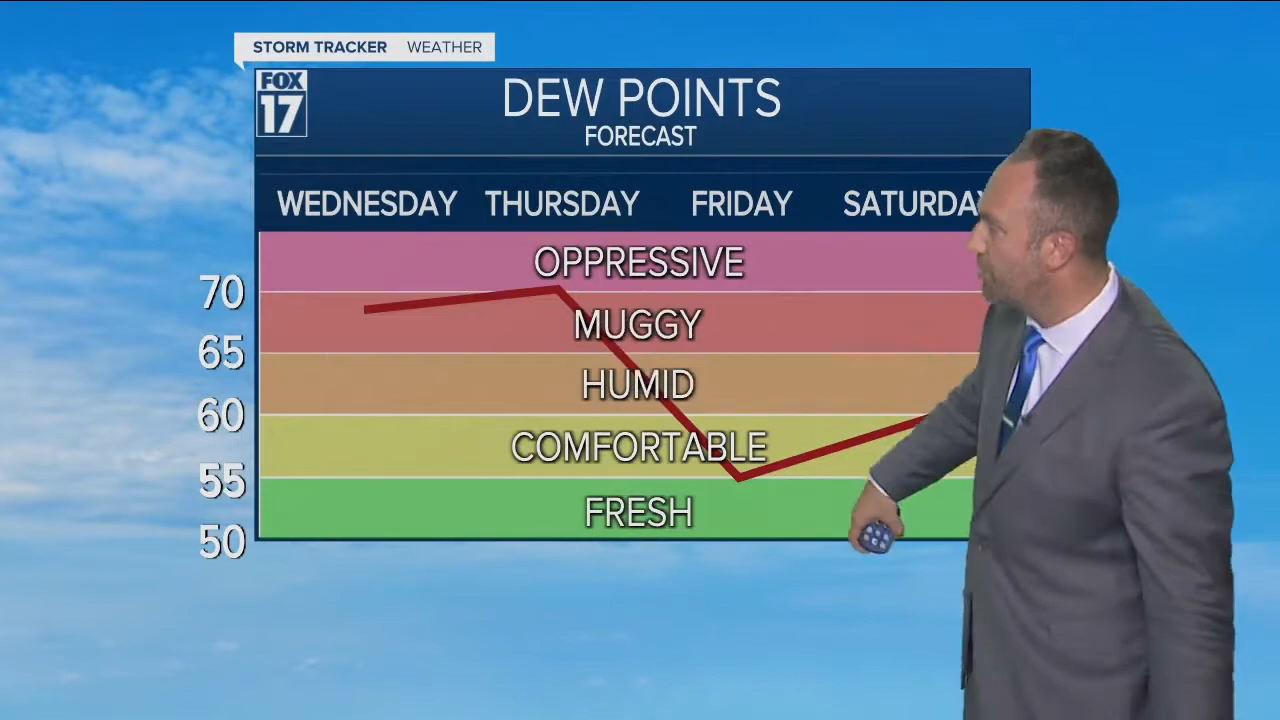 STORM TRACKER WEATHER
FOX
17
DEW POINTS
FORECAST
WEDNESDAY THURSDAY FRIDAY SATURDAY
OPPRESSIVE
70
MUGGY
65
HUMID
60
COMFORTABLE
55
FRESH
50